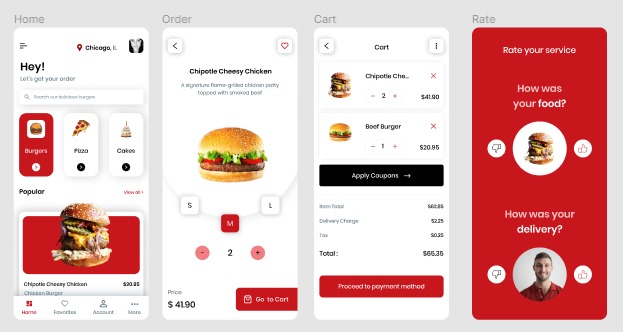 Home
Chicago, IL
Hey!
Let's get your order
Search our delicious burgers
Burgers
Pizza
Cakes
Popular
View all >
Chipotle Cheesy Chicken
$20.95
Chicken Burger
Home
Favorites
Account
More
Order
Chipotle Cheesy Chicken
A signature flame-grilled chicken patty
topped with smoked beef
S
M
L
- 2 +
Price
$ 41.90
Go to Cart
Cart
Cart
Chipotle Chee...
- 2 +
$41.90
Beef Burger
- 1 +
$20.95
Apply Coupons →
Item Total
$62.85
Delivery Charge
$2.25
Tax
$0.25
Total :
$65.35
Proceed to payment method
Rate
Rate your service
How was
your food?
How was your
delivery?